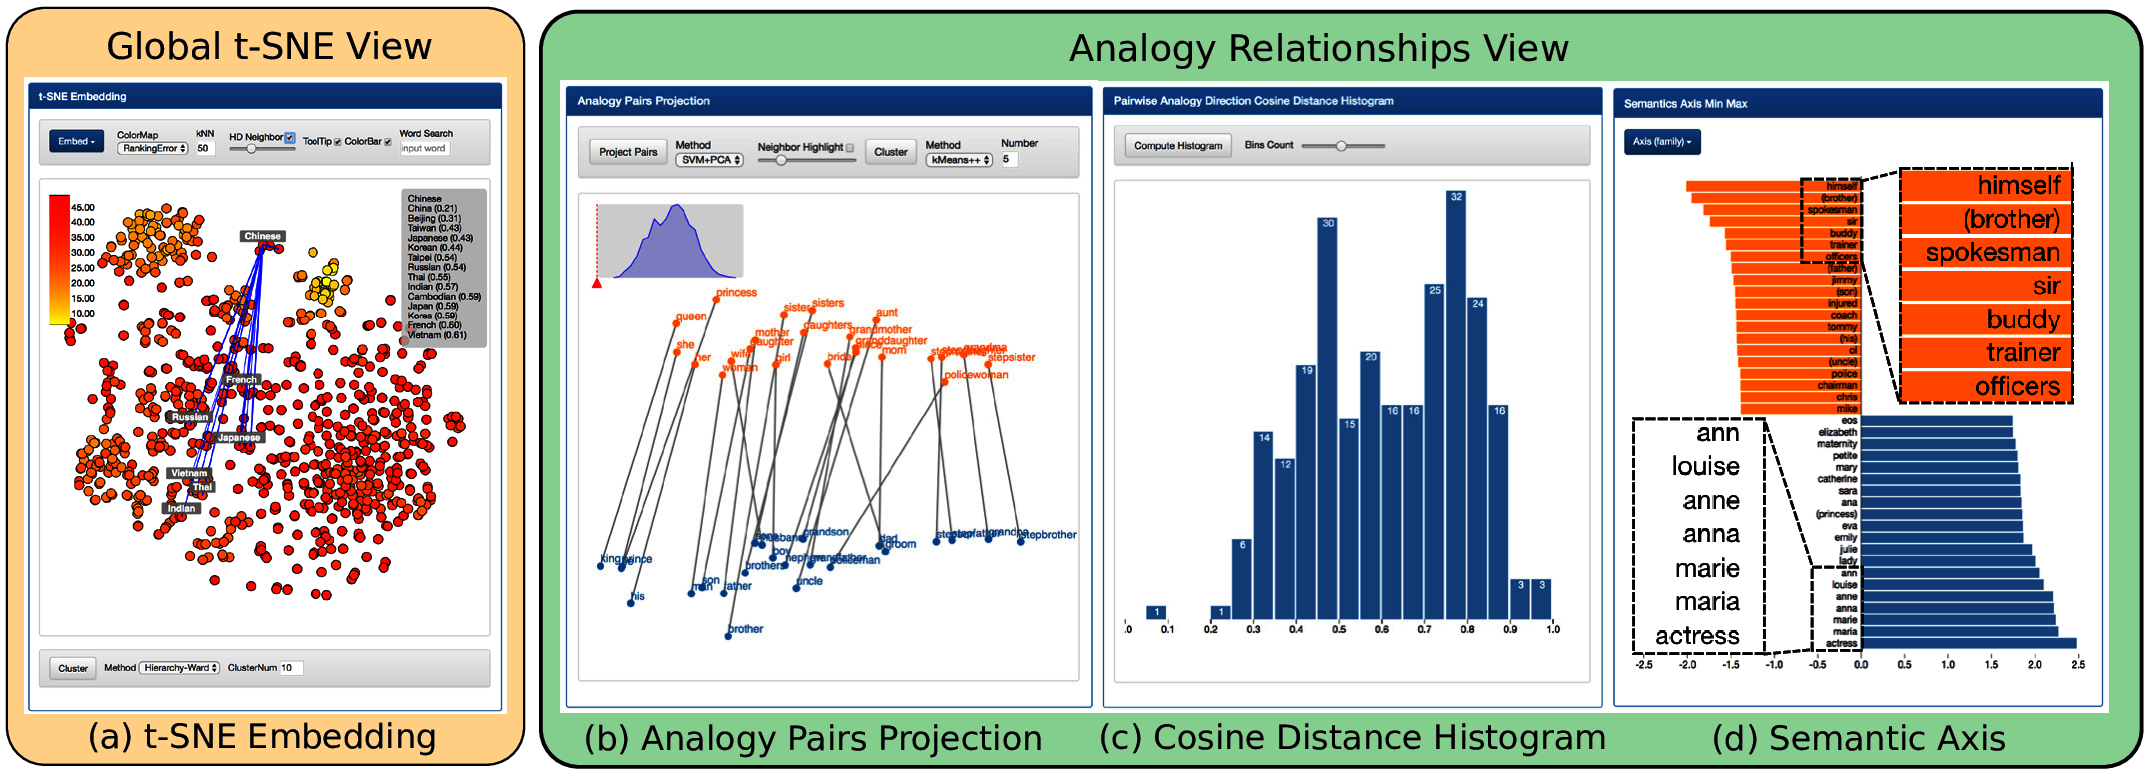 Global t-SNE View
t-SNE Embedding
Embed
ColorMap
RankingError
kNN
50
HD Neighbor
ToolTip
ColorBar
Word Search
input word
45.00
40.00
35.00
30.00
25.00
20.00
15.00
10.00
Chinese
China (0.21)
Beijing (0.31)
Taiwan (0.43)
Japanese (0.43)
Korean (0.44)
Taipei (0.54)
Russian (0.54)
Thai (0.55)
Indian (0.57)
Cambodian (0.59)
Japan (0.59)
Korea (0.59)
French (0.60)
Vietnam (0.61)
Chinese
French
Russian
Japanese
Vietnam
Thai
Indian
Cluster
Method
Hierarchy-Ward
ClusterNum
10
(a) t-SNE Embedding
Analogy Relationships View
Analogy Pairs Projection
Project Pairs
Method
SVM+PCA
Neighbor Highlight
Cluster
Method
kMeans++
Number
5
princess
queen
sister
sisters
aunt
she
mother
daughters
grandmother
daughter
granddaughter
her
wife
girl
bride
mom
woman
grandma
stepsister
policewoman
grandson
dad
groom
boy
brothers
policeman
stepfather
grandpa
stepbrother
king
prince
son
man
father
uncle
his
brother
(b) Analogy Pairs Projection
Pairwise Analogy Direction Cosine Distance Histogram
Compute Histogram
Bins Count
1
1
6
14
12
19
30
15
20
16
16
25
32
24
16
3
3
.0
0.1
0.2
0.3
0.4
0.5
0.6
0.7
0.8
0.9
1.0
(c) Cosine Distance Histogram
Semantics Axis Min Max
Axis (family)
himself
(brother)
spokesman
sir
buddy
trainer
officers
(father)
jimmy
(son)
injured
coach
tommy
(his)
ol
(uncle)
police
chairman
chris
mike
eos
elizabeth
maternity
petite
mary
catherine
sara
ana
(princess)
eva
emily
julie
lady
ann
louise
anne
anna
marie
maria
actress
himself
(brother)
spokesman
sir
buddy
trainer
officers
ann
louise
anne
anna
marie
maria
actress
-2.5
-2.0
-1.5
-1.0
-0.5
0.0
0.5
1.0
1.5
2.0
2.5
(d) Semantic Axis